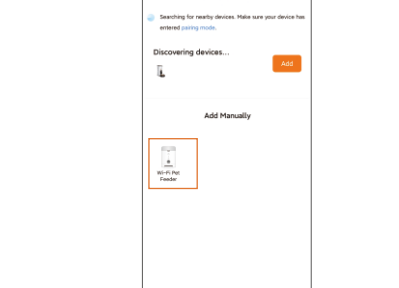 Searching for nearby devices. Make sure your device has
entered pairing mode.
Discovering devices...
Add
Add Manually
Wi-Fi Pet
Feeder